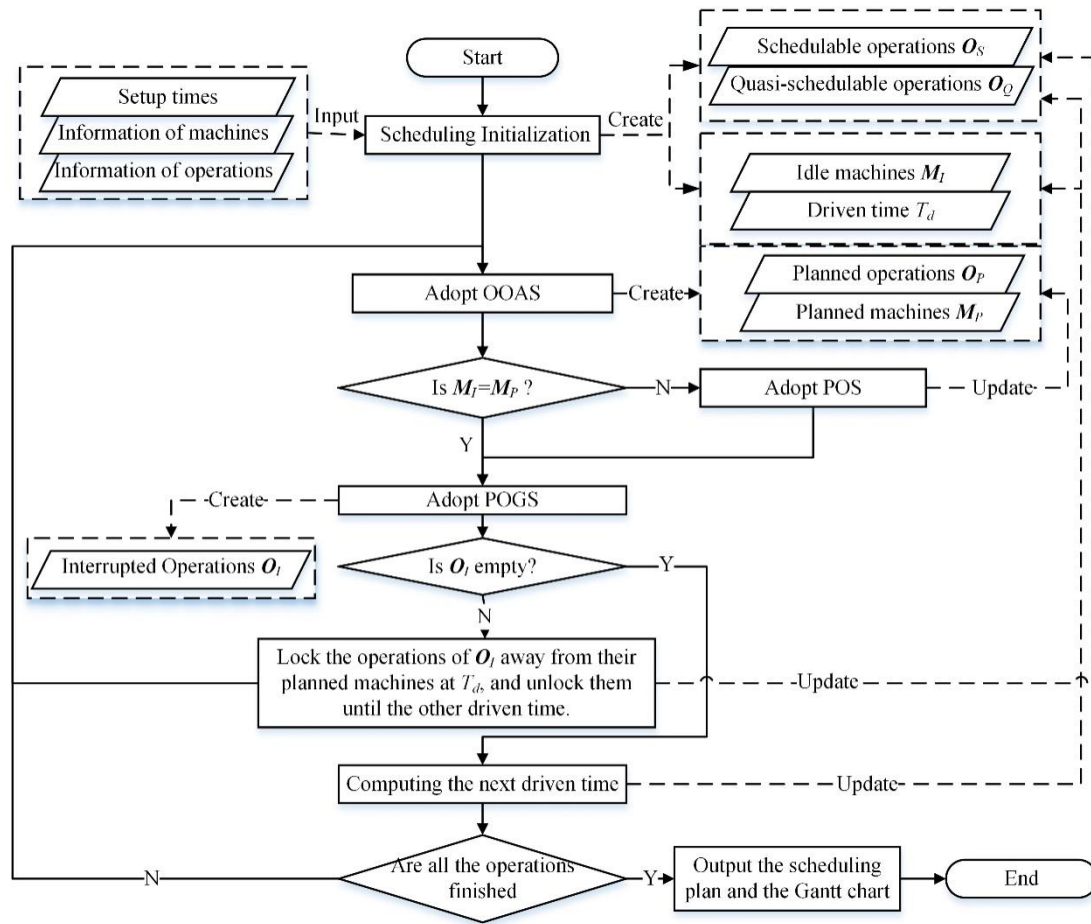 Start
Schedulable operations O_S
Quasi-schedulable operations O_Q
Setup times
Information of machines
Information of operations
Input
Scheduling Initialization
Create
Idle machines M_I
Driven time T_d
Adopt OOAS
Create
Planned operations O_P
Planned machines M_P
Is M_I=M_P ?
N
Adopt POS
Update
Y
Adopt POGS
Create
Interrupted Operations O_I
Is O_I empty?
Y
N
Lock the operations of O_I away from their
planned machines at T_d, and unlock them
until the other driven time.
Update
Computing the next driven time
Update
Are all the operations
finished
N
Y
Output the scheduling
plan and the Gantt chart
End